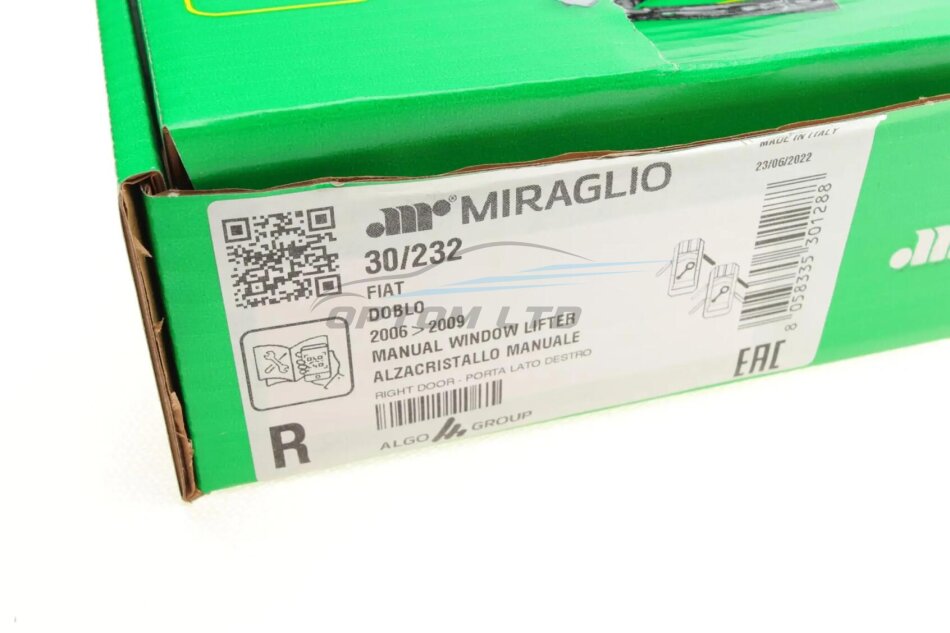 MIRAGLIO
30/232
FIAT
DOBLO
2006 > 2009
MANUAL WINDOW LIFTER
ALZACRISTALLO MANUALE
RIGHT DOOR - PORTA LATO DESTRO
ALGO GROUP
R
MADE IN ITALY
23/06/2022
8 058335 301288
EAC
OPTOM LTD